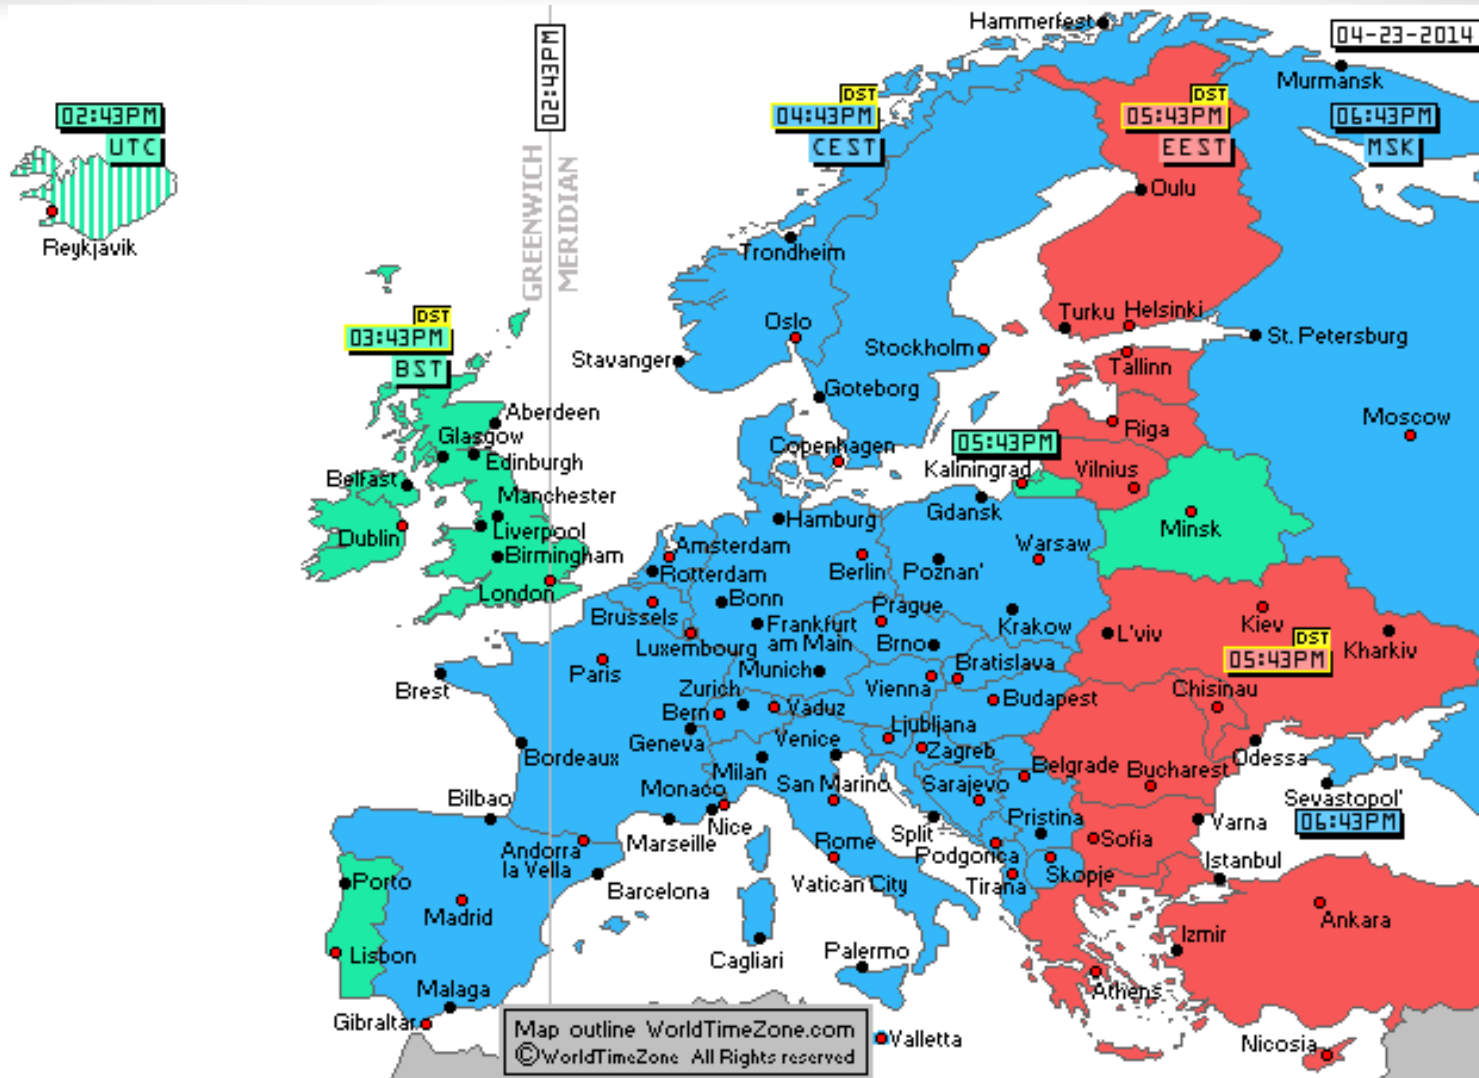 Hammerfest
04-23-2014
02:43PM
Murmansk
DST
DST
02:43PM
04:43PM
05:43PM
06:43PM
UTC
CEST
EEST
MSK
GREENWICH
MERIDIAN
Oulu
Reykjavik
Trondheim
DST
03:43PM
BST
Oslo
Turku
Helsinki
St. Petersburg
Stavanger
Stockholm
Tallinn
Goteborg
Aberdeen
Moscow
Riga
Glasgow
Copenhagen
05:43PM
Edinburgh
Kaliningrad
Vilnius
Belfast
Manchester
Gdansk
Hamburg
Minsk
Dublin
Liverpool
Amsterdam
Warsaw
Birmingham
Berlin
Poznan'
Rotterdam
London
Bonn
Prague
Brussels
Frankfurt
am Main
Krakow
L'viv
Kiev
DST
05:43PM
Kharkiv
Luxembourg
Brno
Bratislava
Paris
Munich
Vienna
Brest
Zurich
Vaduz
Budapest
Chisinau
Bern
Ljubljana
Geneva
Venice
Zagreb
Bordeaux
Odessa
Milan
Belgrade
Bucharest
Monaco
San Marino
Sarajevo
Bilbao
Sevastopol'
06:43PM
Nice
Pristina
Varna
Marseille
Split
Sofia
Andorra
la Vella
Rome
Podgorica
Istanbul
Porto
Barcelona
Vatican City
Tirana
Skopje
Madrid
Ankara
Izmir
Lisbon
Cagliari
Palermo
Malaga
Athens
Gibraltar
Map outline WorldTimeZone.com
©WorldTimeZone All Rights reserved
Valletta
Nicosia